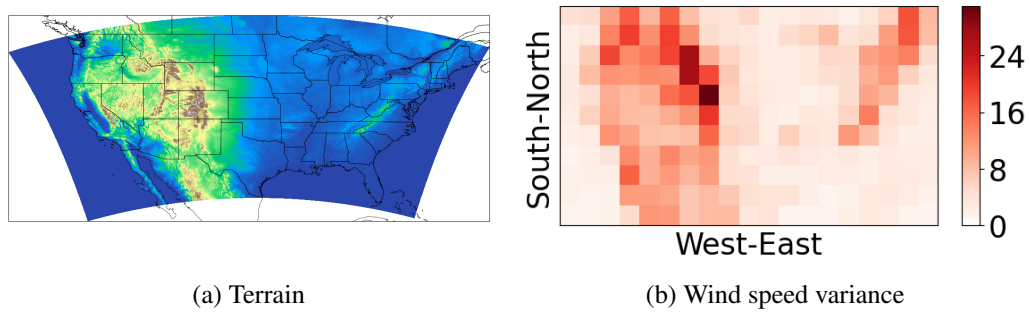 South-North
West-East
24
16
8
0
(a) Terrain
(b) Wind speed variance